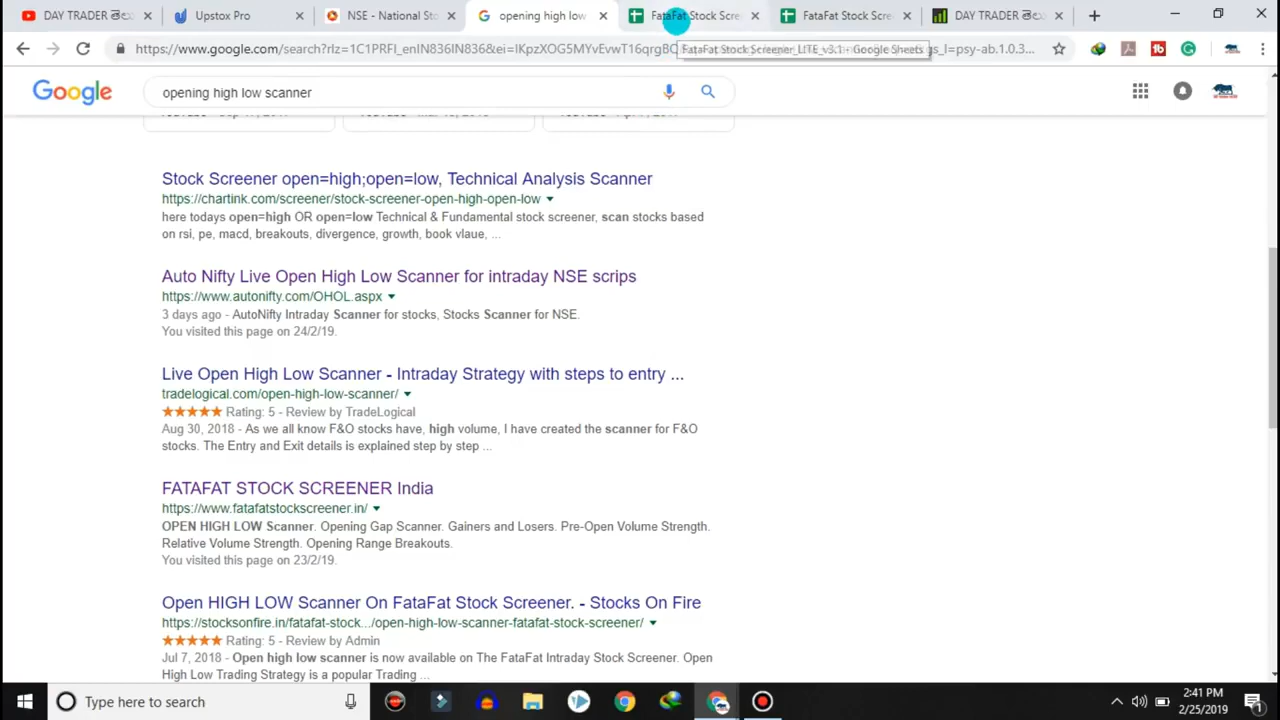 DAY TRADER తెలు
Upstox Pro
NSE - National Sto
opening high low
FataFat Stock Scre
FataFat Stock Scre
DAY TRADER తెలు
https://www.google.com/search?rlz=1C1PRFI_enIN836IN836&ei=
FataFat Stock Screener LITE v3.1 - Google Sheets
gs_l=psy-ab.1.0.3...
Google
opening high low scanner
Stock Screener open=high;open=low, Technical Analysis Scanner
https://chartink.com/screener/stock-screener-open-high-open-low
here todays open=high OR open=low Technical & Fundamental stock screener, scan stocks based
on rsi, pe, macd, breakouts, divergence, growth, book vlaue, ...
Auto Nifty Live Open High Low Scanner for intraday NSE scrips
https://www.autonifty.com/OHOL.aspx
3 days ago - AutoNifty Intraday Scanner for stocks, Stocks Scanner for NSE.
You visited this page on 24/2/19.
Live Open High Low Scanner - Intraday Strategy with steps to entry ...
tradelogical.com/open-high-low-scanner/
Rating: 5 - Review by TradeLogical
Aug 30, 2018 - As we all know F&O stocks have, high volume, I have created the scanner for F&O
stocks. The Entry and Exit details is explained step by step ...
FATAFAT STOCK SCREENER India
https://www.fatafatstockscreener.in/
OPEN HIGH LOW Scanner. Opening Gap Scanner. Gainers and Losers. Pre-Open Volume Strength.
Relative Volume Strength. Opening Range Breakouts.
You visited this page on 23/2/19.
Open HIGH LOW Scanner On FataFat Stock Screener. - Stocks On Fire
https://stocksonfire.in/fatafat-stock.../open-high-low-scanner-fatafat-stock-screener/
Rating: 5 - Review by Admin
Jul 7, 2018 - Open high low scanner is now available on The FataFat Intraday Stock Screener. Open
High Low Trading Strategy is a popular Trading ...
Type here to search
2:41 PM
2/25/2019